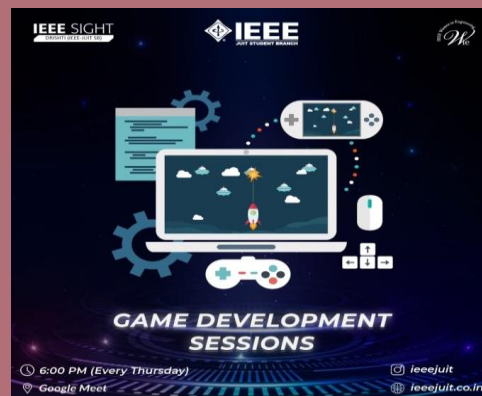 IEEE SIGHT
DRISHTI (IEEE-JUIT SB)
IEEE
JUIT STUDENT BRANCH
GAME DEVELOPMENT
SESSIONS
6:00 PM (Every Thursday)
Google Meet
ieeejuit
ieeejuit.co.in